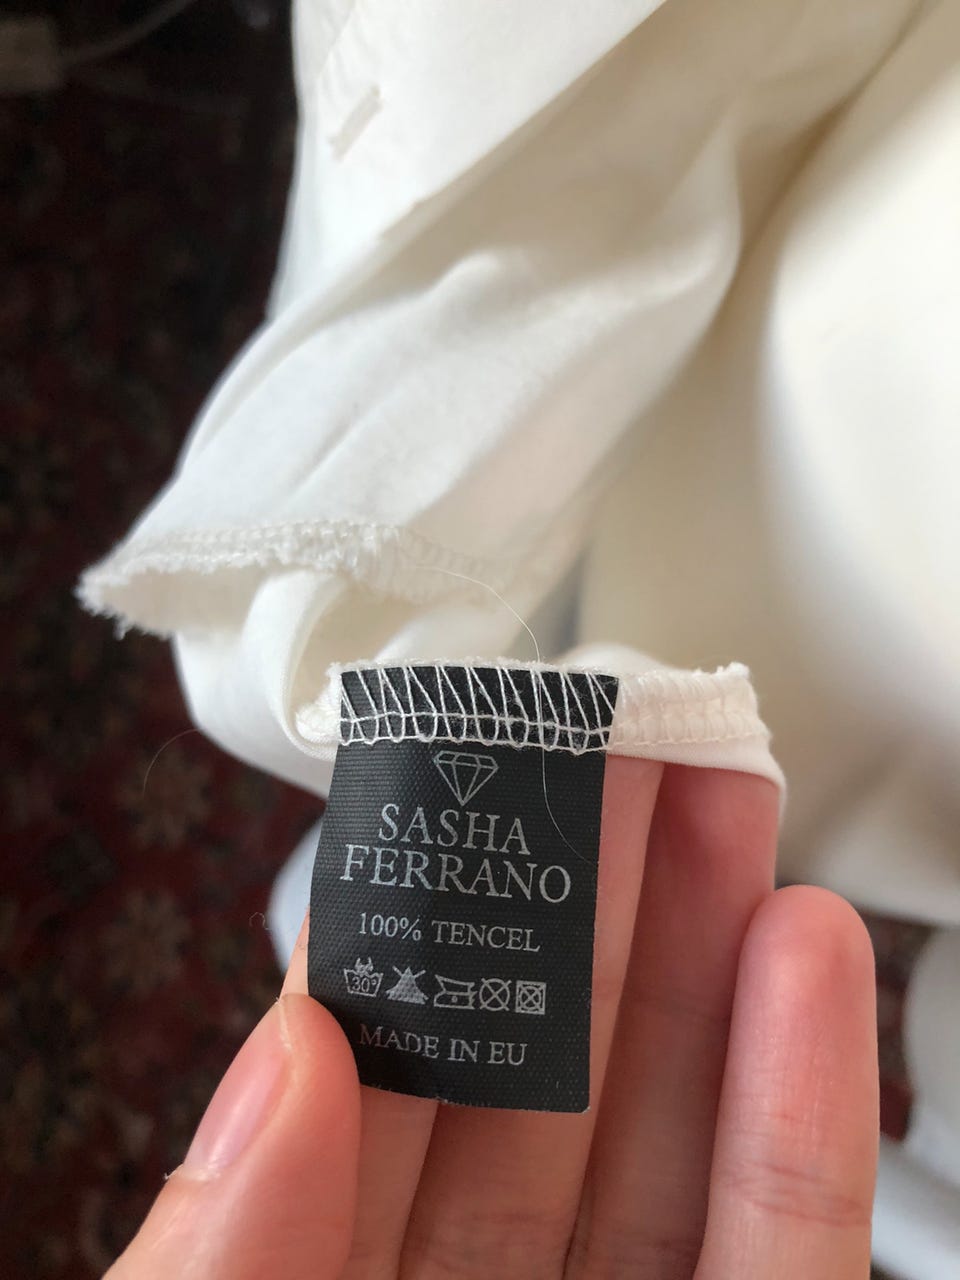 SASHA
FERRANO
100% TENCEL
30°
MADE IN EU